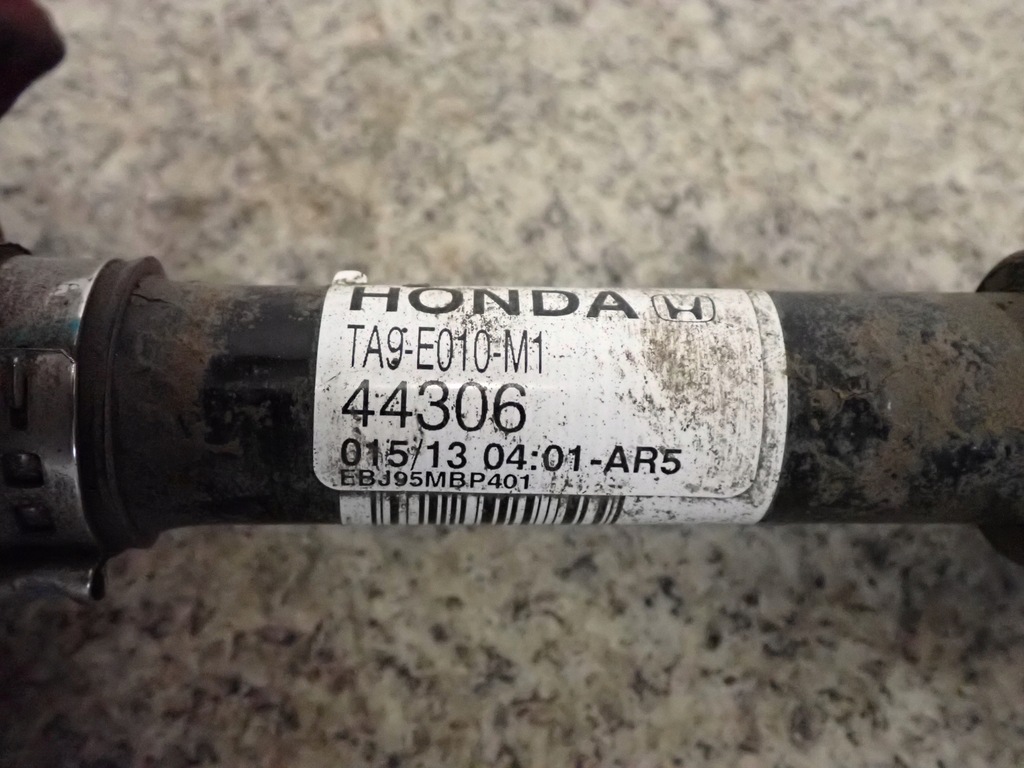 HONDA
TA9-E010-M1
44306
015/13 04:01-AR5
EBJ95MBP401